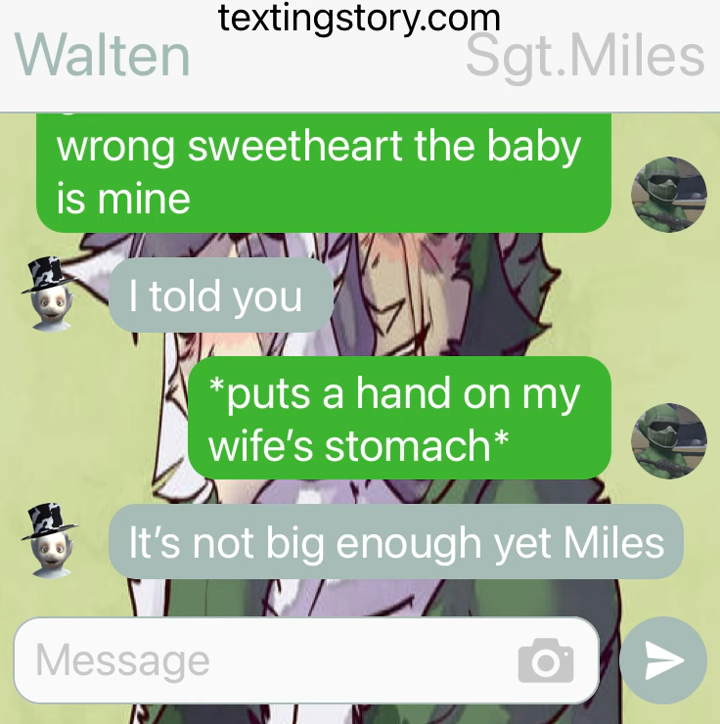 textingstory.com
Walten
Sgt.Miles
wrong sweetheart the baby
is mine
I told you
*puts a hand on my
wife’s stomach*
It’s not big enough yet Miles
Message